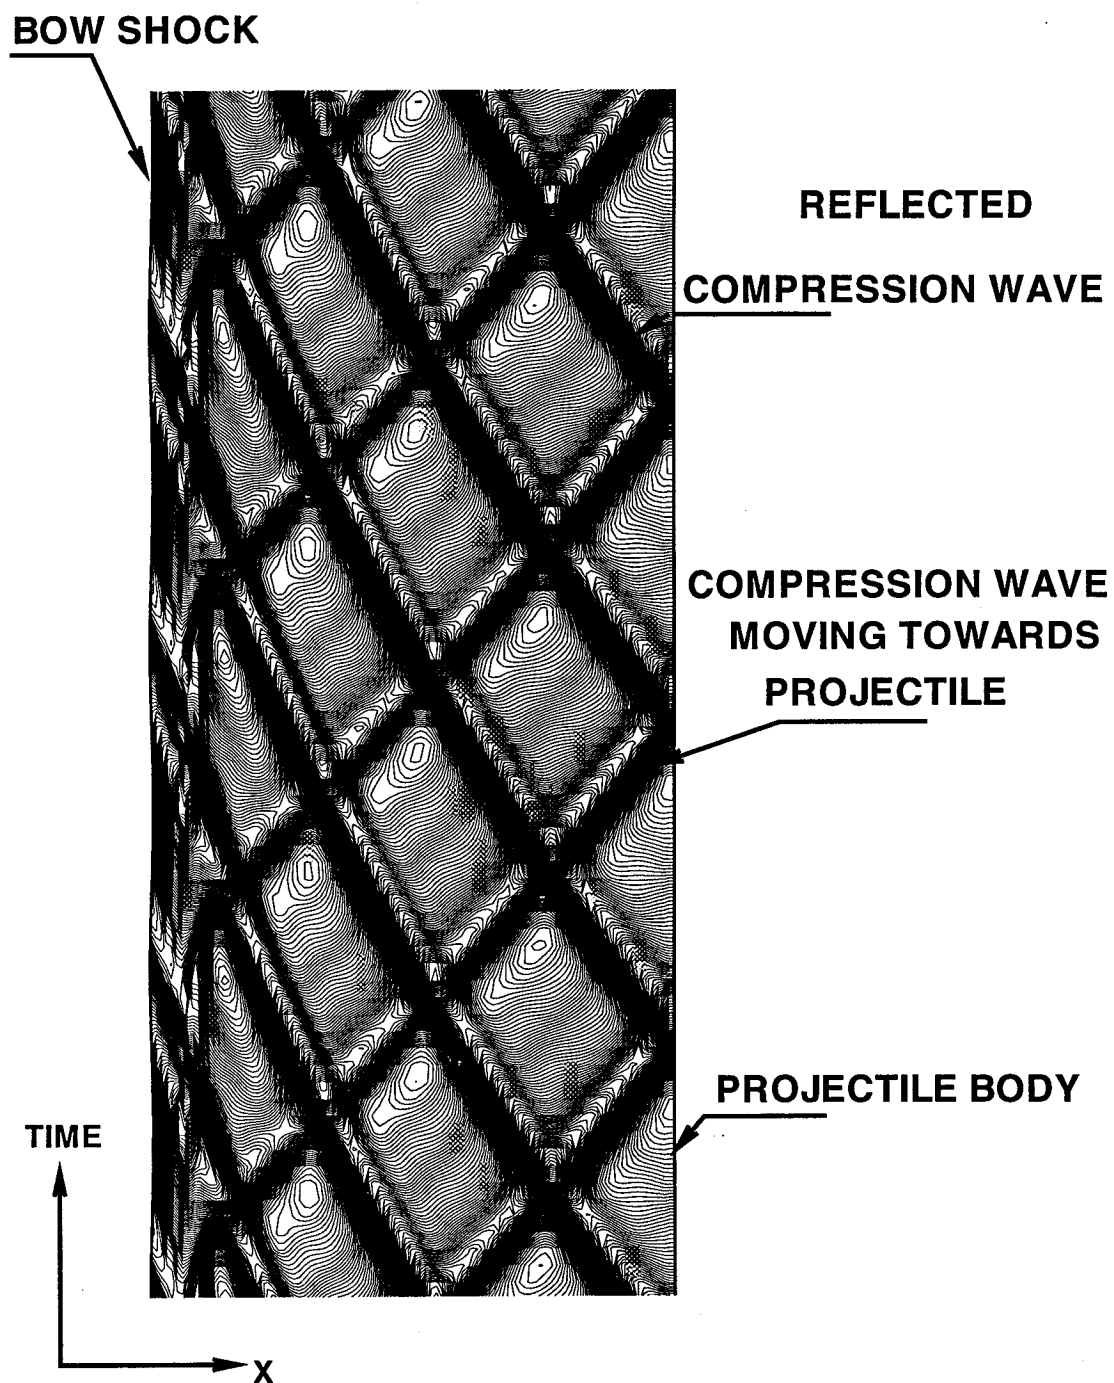 BOW SHOCK
REFLECTED
COMPRESSION WAVE
COMPRESSION WAVE
MOVING TOWARDS
PROJECTILE
PROJECTILE BODY
TIME
X